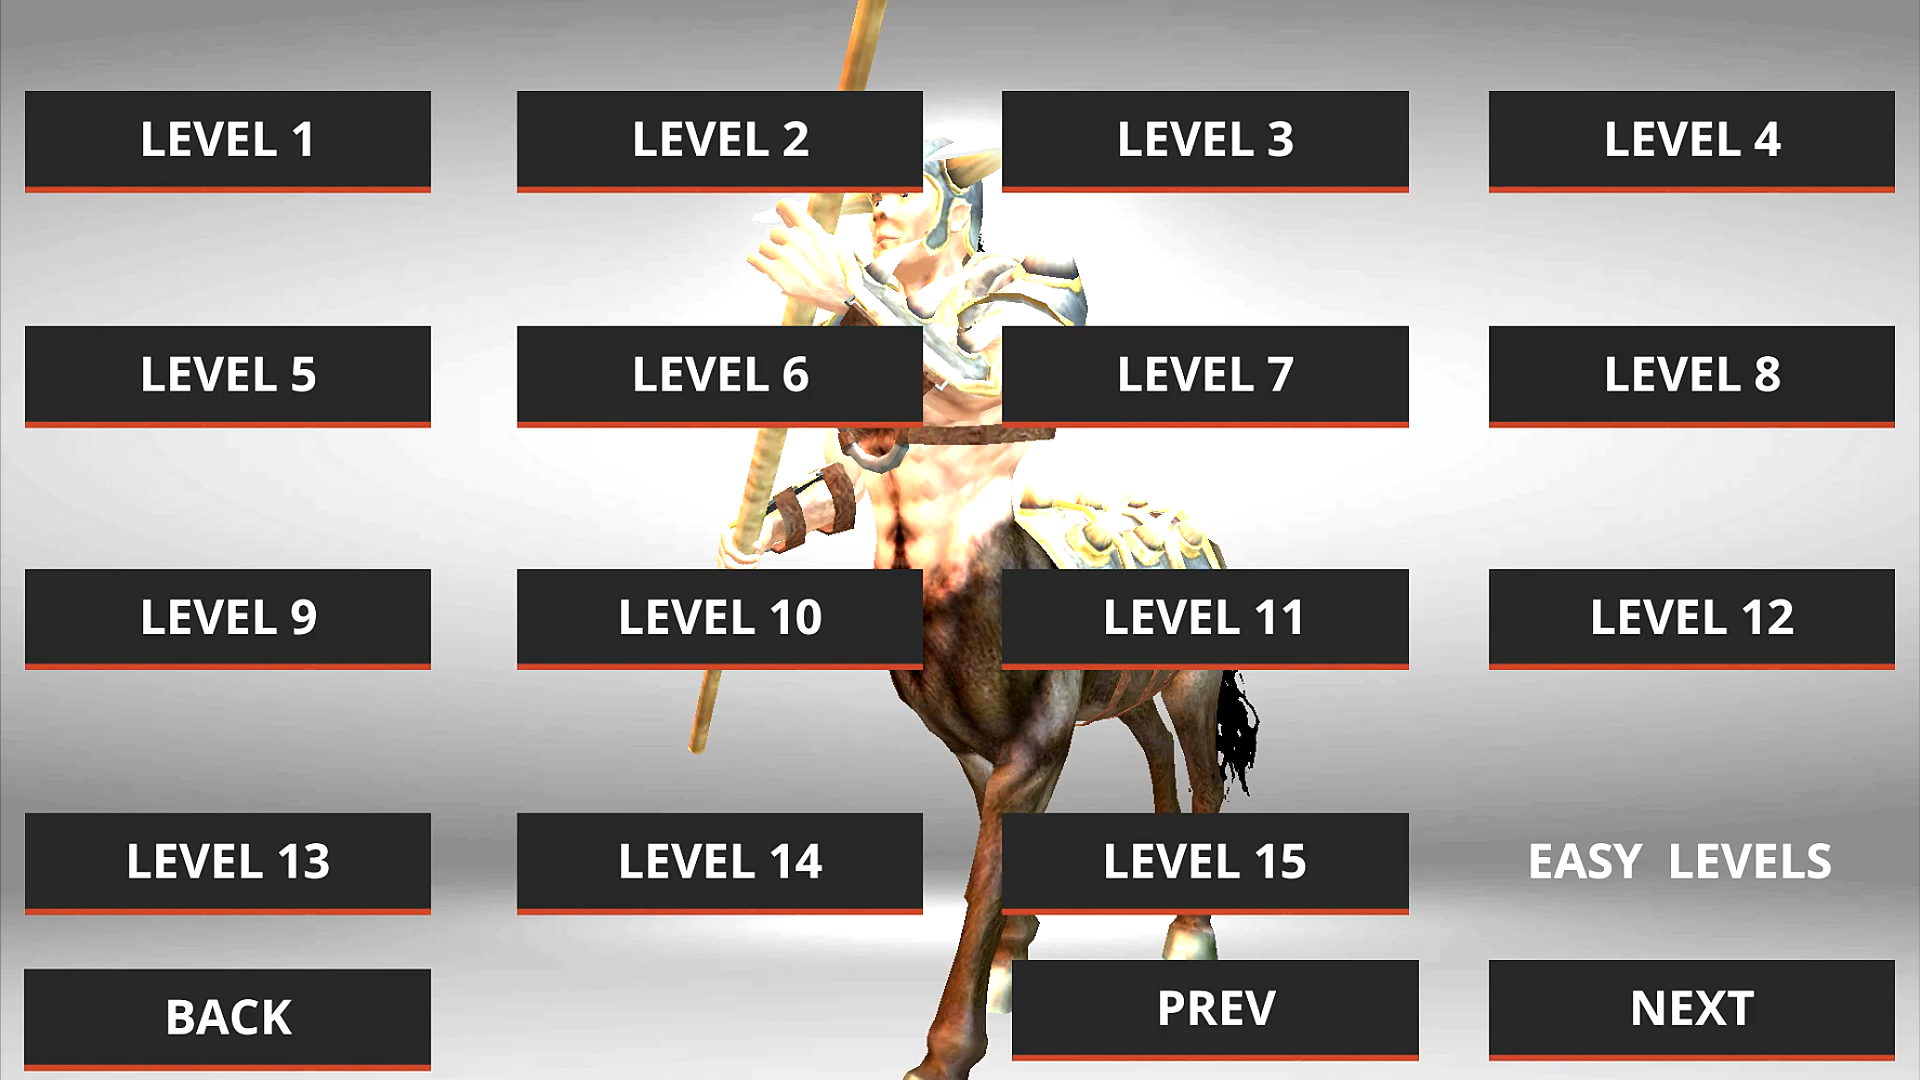 LEVEL 1
LEVEL 2
LEVEL 3
LEVEL 4
LEVEL 5
LEVEL 6
LEVEL 7
LEVEL 8
LEVEL 9
LEVEL 10
LEVEL 11
LEVEL 12
LEVEL 13
LEVEL 14
LEVEL 15
EASY LEVELS
BACK
PREV
NEXT